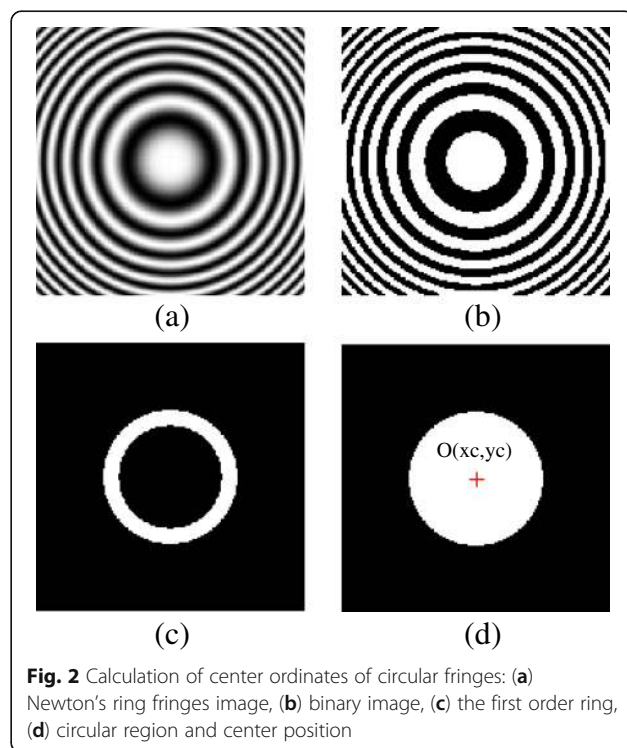 (a)
(b)
O(xc,yc)
(c)
(d)
Fig. 2 Calculation of center ordinates of circular fringes: (a)
Newton's ring fringes image, (b) binary image, (c) the first order ring,
(d) circular region and center position